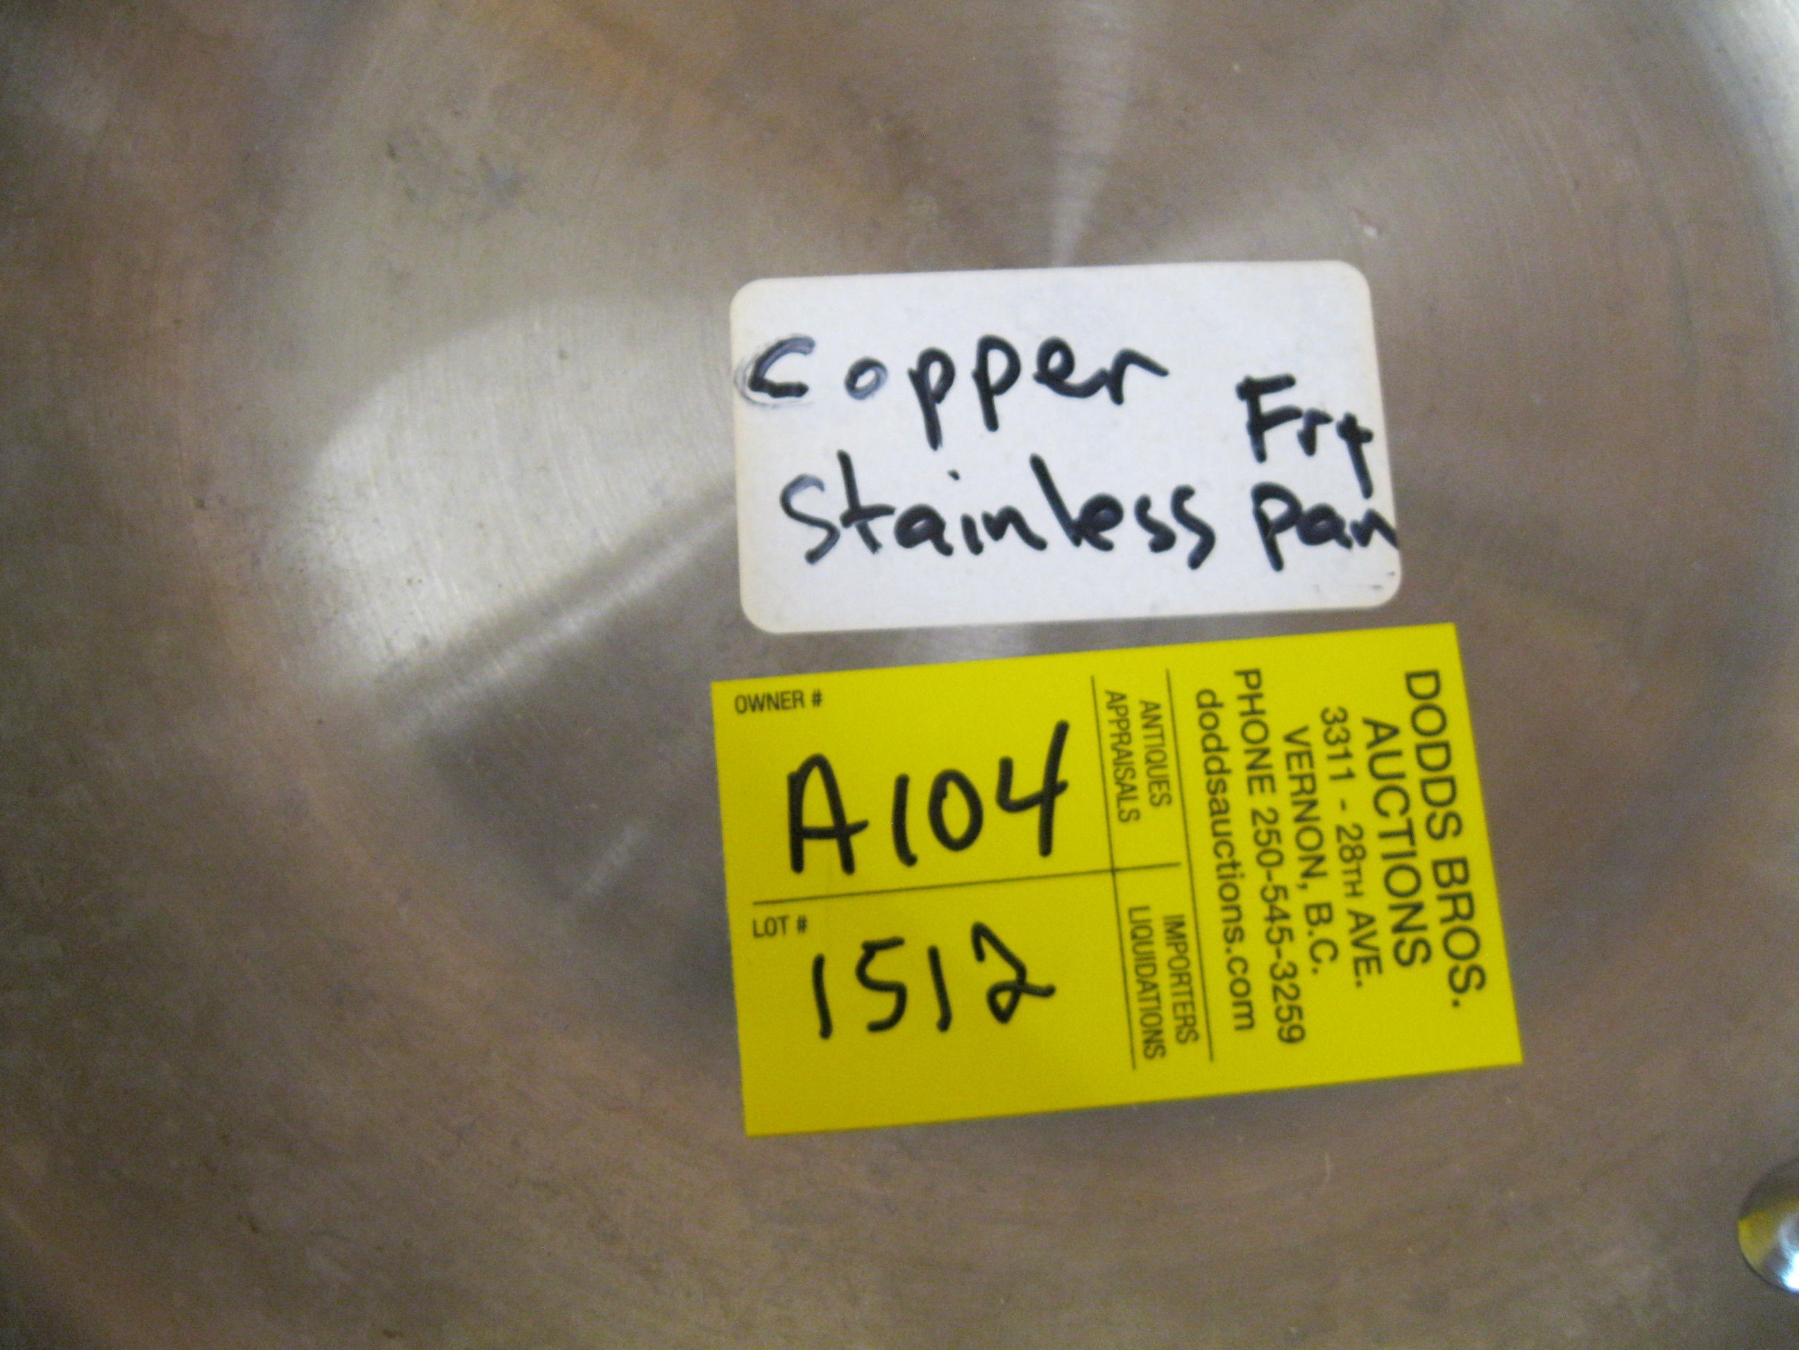 Copper
Fry
Stainless pan
OWNER #
A104
LOT #
1512
ANTIQUES
APPRAISALS
IMPORTERS
LIQUIDATIONS
DODDS BROS.
AUCTIONS
3311 - 28TH AVE.
VERNON, B.C.
PHONE 250-545-3259
doddsauctions.com